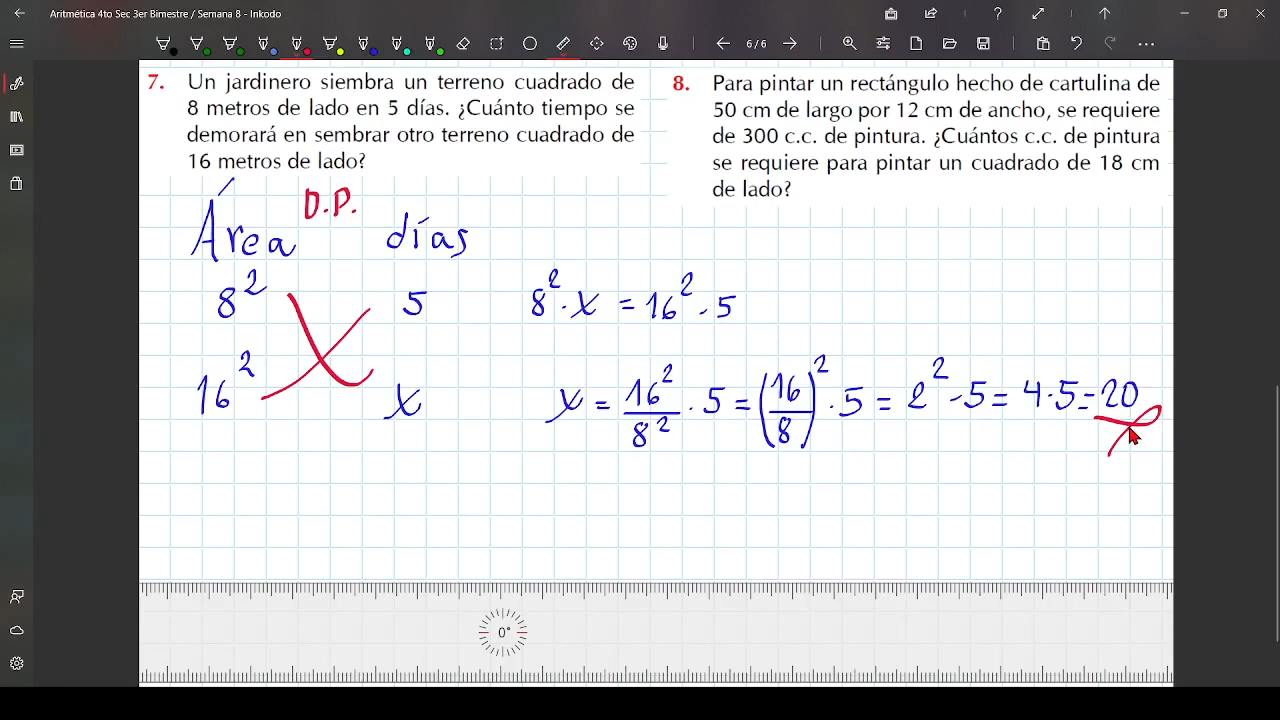 Aritmética 4to Sec 3er Bimestre / Semana 8 - Inkodo
6/6
7. Un jardinero siembra un terreno cuadrado de
8 metros de lado en 5 días. ¿Cuánto tiempo se
demorará en sembrar otro terreno cuadrado de
16 metros de lado?
8. Para pintar un rectángulo hecho de cartulina de
50 cm de largo por 12 cm de ancho, se requiere
de 300 c.c. de pintura. ¿Cuántos c.c. de pintura
se requiere para pintar un cuadrado de 18 cm
de lado?
D.P.
Área días
8² 5
16² x
8² · x = 16² · 5
x = 16²/8² · 5 = (16/8)² · 5 = 2² · 5 = 4 · 5 = 20
0°